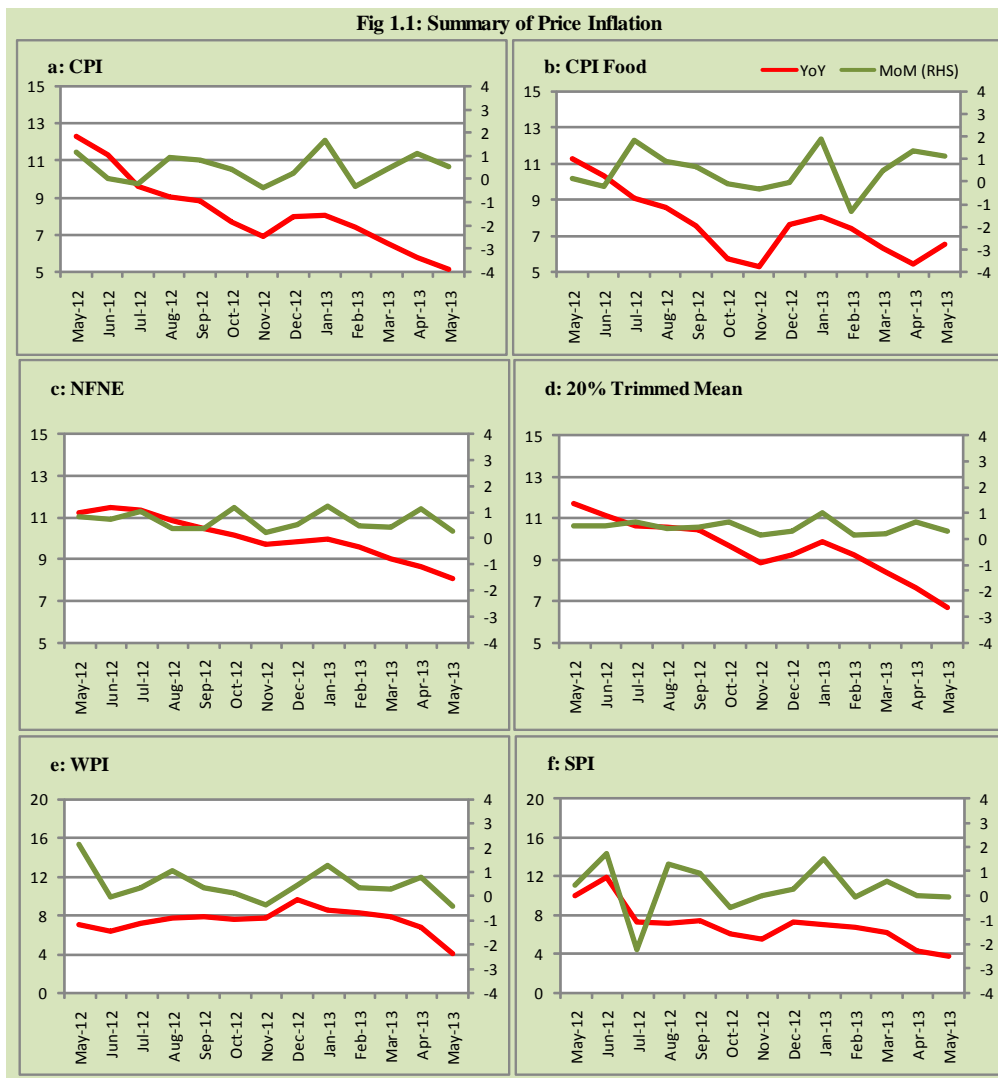 Fig 1.1: Summary of Price Inflation
a: CPI
15
13
11
9
7
5
4
3
2
1
0
-1
-2
-3
-4
May-12
Jun-12
Jul-12
Aug-12
Sep-12
Oct-12
Nov-12
Dec-12
Jan-13
Feb-13
Mar-13
Apr-13
May-13
b: CPI Food
YoY
MoM (RHS)
15
13
11
9
7
5
4
3
2
1
0
-1
-2
-3
-4
May-12
Jun-12
Jul-12
Aug-12
Sep-12
Oct-12
Nov-12
Dec-12
Jan-13
Feb-13
Mar-13
Apr-13
May-13
c: NFNE
15
13
11
9
7
5
4
3
2
1
0
-1
-2
-3
-4
May-12
Jun-12
Jul-12
Aug-12
Sep-12
Oct-12
Nov-12
Dec-12
Jan-13
Feb-13
Mar-13
Apr-13
May-13
d: 20% Trimmed Mean
15
13
11
9
7
5
4
3
2
1
0
-1
-2
-3
-4
May-12
Jun-12
Jul-12
Aug-12
Sep-12
Oct-12
Nov-12
Dec-12
Jan-13
Feb-13
Mar-13
Apr-13
May-13
e: WPI
20
16
12
8
4
0
4
3
2
1
0
-1
-2
-3
-4
May-12
Jun-12
Jul-12
Aug-12
Sep-12
Oct-12
Nov-12
Dec-12
Jan-13
Feb-13
Mar-13
Apr-13
May-13
f: SPI
20
16
12
8
4
0
4
3
2
1
0
-1
-2
-3
-4
May-12
Jun-12
Jul-12
Aug-12
Sep-12
Oct-12
Nov-12
Dec-12
Jan-13
Feb-13
Mar-13
Apr-13
May-13